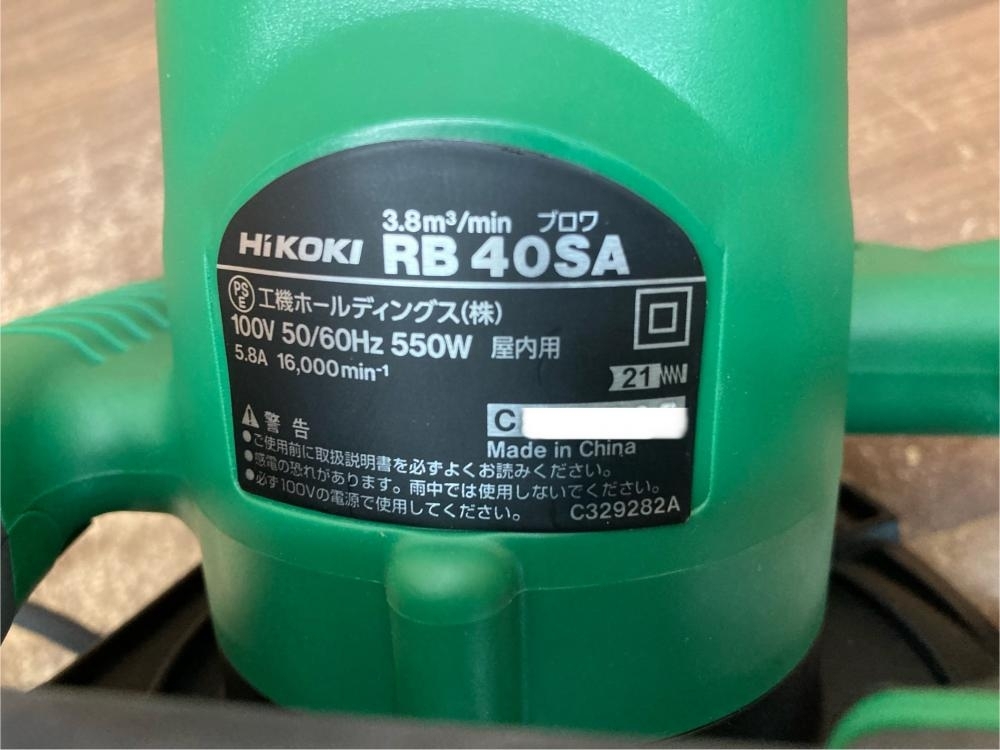 3.8m³/min ブロワ
HiKOKI RB 40SA
PSE 工機ホールディングス(株)
100V 50/60Hz 550W 屋内用
5.8A 16,000min⁻¹
21
C
⚠警告
Made in China
●ご使用前に取扱説明書を必ずよくお読みください。
●感電の恐れがあります。雨中では使用しないでください。
●必ず100Vの電源で使用してください。
C329282A